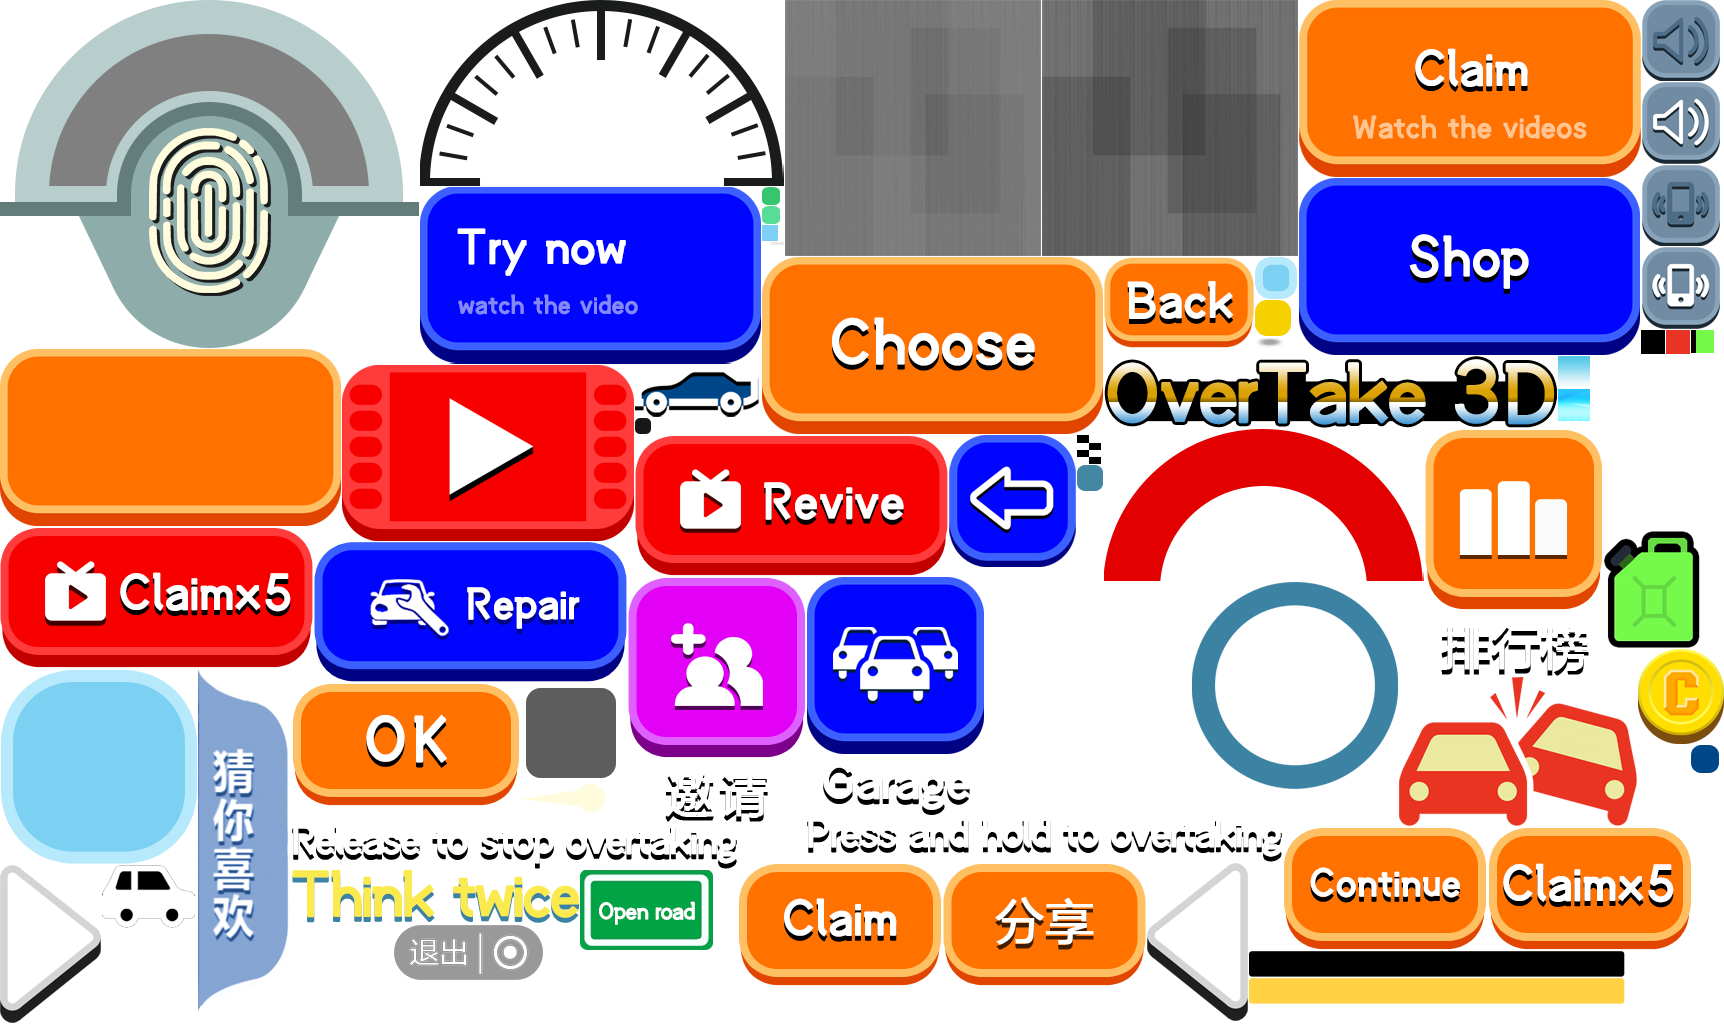 Claim
Watch the videos
Try now
watch the video
Shop
Choose
Back
OverTake 3D
Revive
Claimx5
Repair
排行榜
OK
猜你喜欢
邀请
Garage
Release to stop overtaking
Press and hold to overtaking
Think twice
Open road
Claim
分享
Continue
Claimx5
退出
C